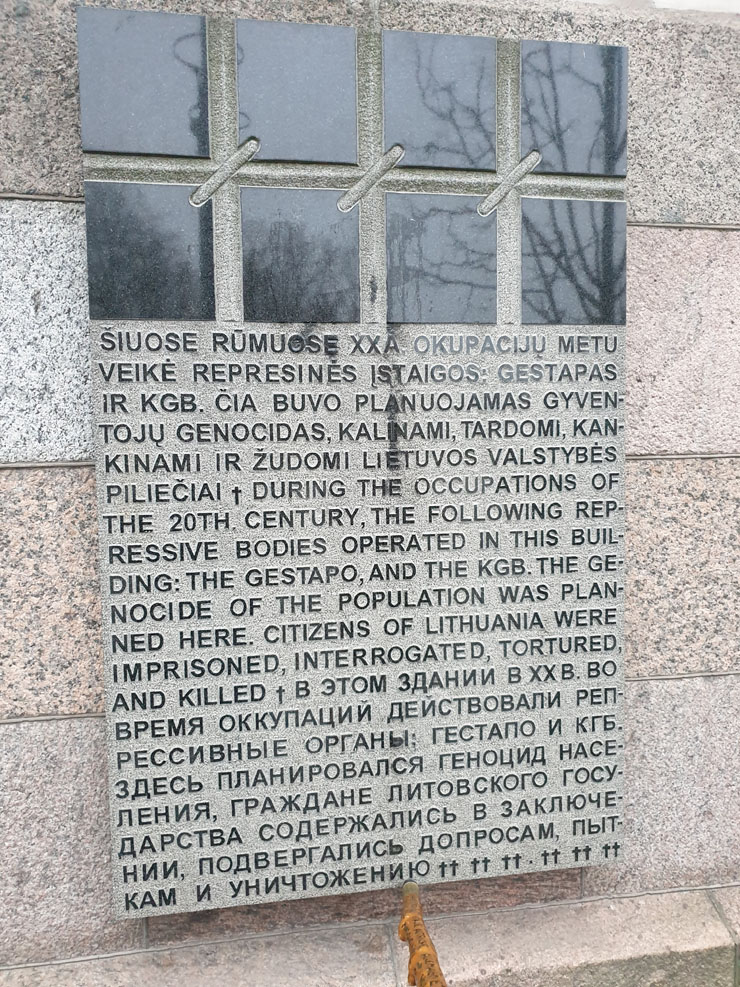 ŠIUOSE RŪMUOSE XXA OKUPACIJŲ METU
VEIKĖ REPRESINĖS ĮSTAIGOS: GESTAPAS
IR KGB. ČIA BUVO PLANUOJAMAS GYVEN-
TOJŲ GENOCIDAS, KALINAMI, TARDOMI, KAN-
KINAMI IR ŽUDOMI LIETUVOS VALSTYBĖS
PILIEČIAI † DURING THE OCCUPATIONS OF
THE 20TH CENTURY, THE FOLLOWING REP-
RESSIVE BODIES OPERATED IN THIS BUIL-
DING: THE GESTAPO, AND THE KGB. THE GE-
NOCIDE OF THE POPULATION WAS PLAN-
NED HERE. CITIZENS OF LITHUANIA WERE
IMPRISONED, INTERROGATED, TORTURED,
AND KILLED † В ЭТОМ ЗДАНИИ В XX В. ВО
ВРЕМЯ ОККУПАЦИЙ ДЕЙСТВОВАЛИ РЕП-
РЕССИВНЫЕ ОРГАНЫ: ГЕСТАПО И КГБ.
ЗДЕСЬ ПЛАНИРОВАЛСЯ ГЕНОЦИД НАСЕ-
ЛЕНИЯ, ГРАЖДАНЕ ЛИТОВСКОГО ГОСУ-
ДАРСТВА СОДЕРЖАЛИСЬ В ЗАКЛЮЧЕ-
НИИ, ПОДВЕРГАЛИСЬ ДОПРОСАМ, ПЫТ-
КАМ И УНИЧТОЖЕНИЮ †† †† †† · †† †† ††